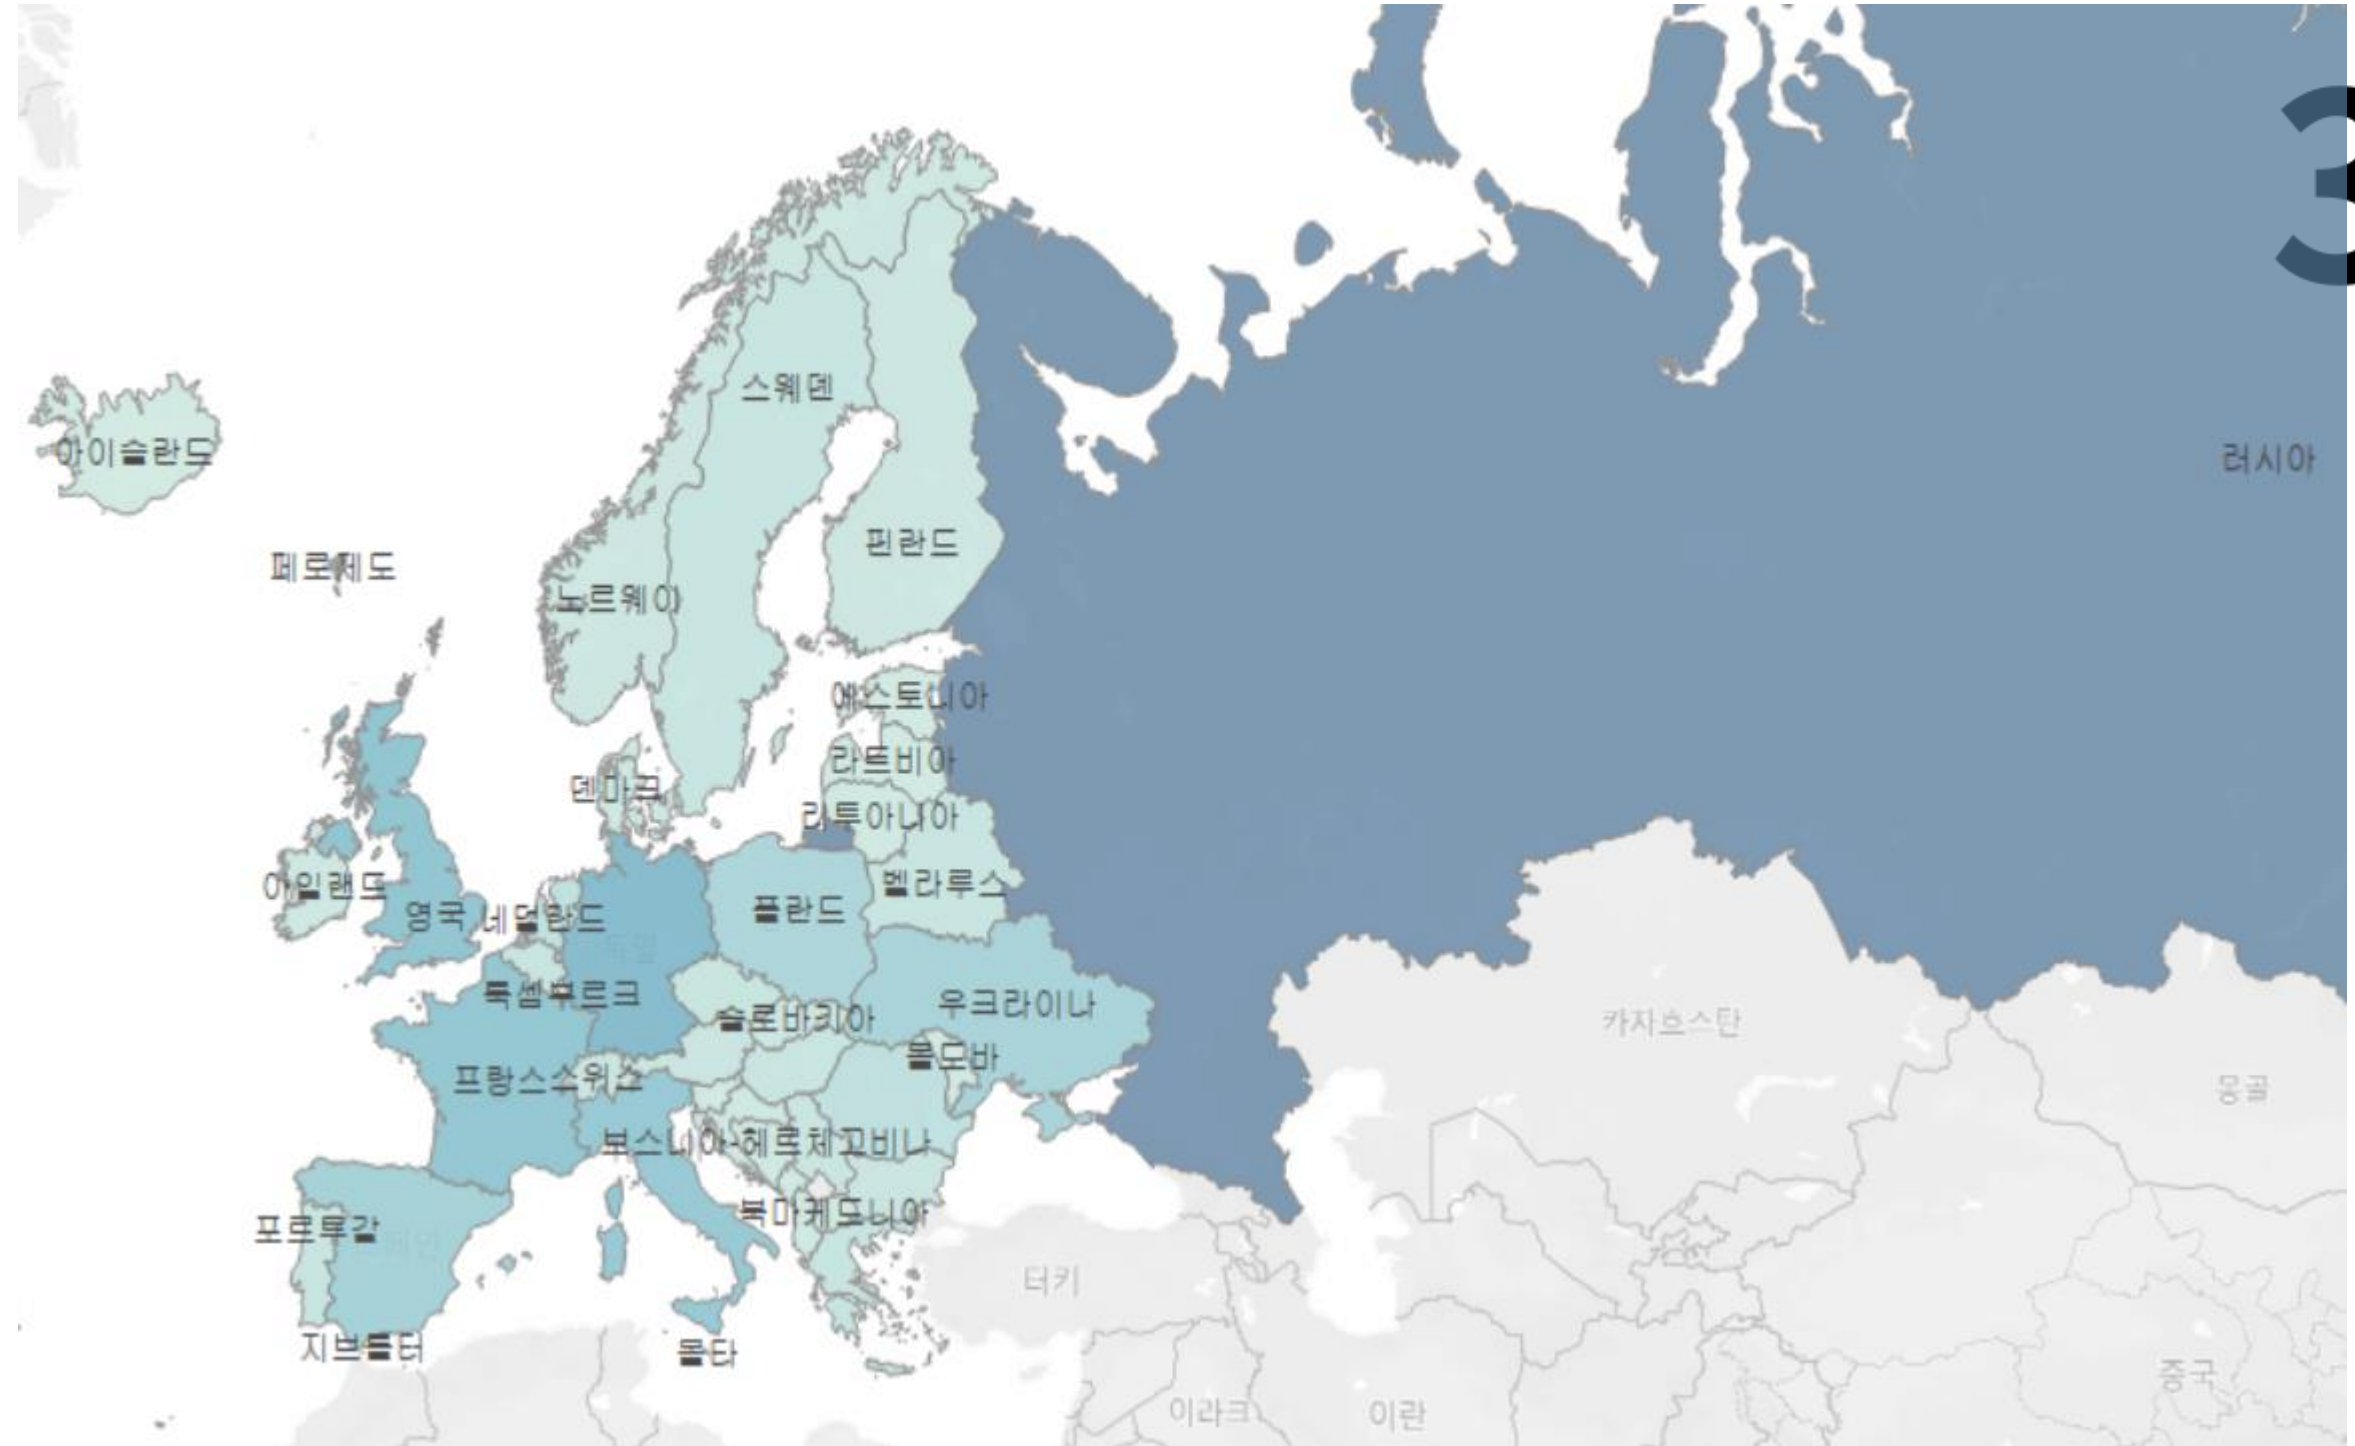 3
스웨덴
아이슬란드
러시아
핀란드
페로 제도
노르웨이
에스토니아
라트비아
덴마크
리투아니아
아일랜드
벨라루스
영국
네덜란드
폴란드
독일
룩셈부르크
우크라이나
슬로바키아
카자흐스탄
몰도바
프랑스
스위스
몽골
보스니아-헤르체고비나
북마케도니아
포르투갈
터키
지브롤터
몰타
중국
이라크
이란